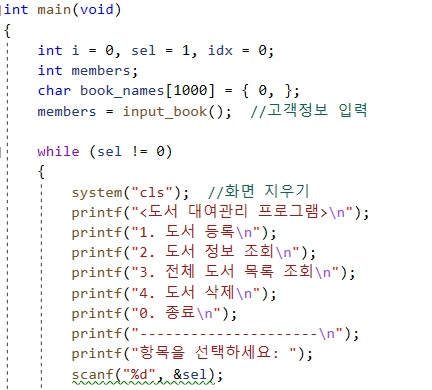 int main(void)
{
int i = 0, sel = 1, idx = 0;
int members;
char book_names[1000] = { 0, };
members = input_book();  //고객정보 입력
while (sel != 0)
{
system("cls");  //화면 지우기
printf("<도서 대여관리 프로그램>\n");
printf("1. 도서 등록\n");
printf("2. 도서 정보 조회\n");
printf("3. 전체 도서 목록 조회\n");
printf("4. 도서 삭제\n");
printf("0. 종료\n");
printf("---------------------\n");
printf("항목을 선택하세요: ");
scanf("%d", &sel);